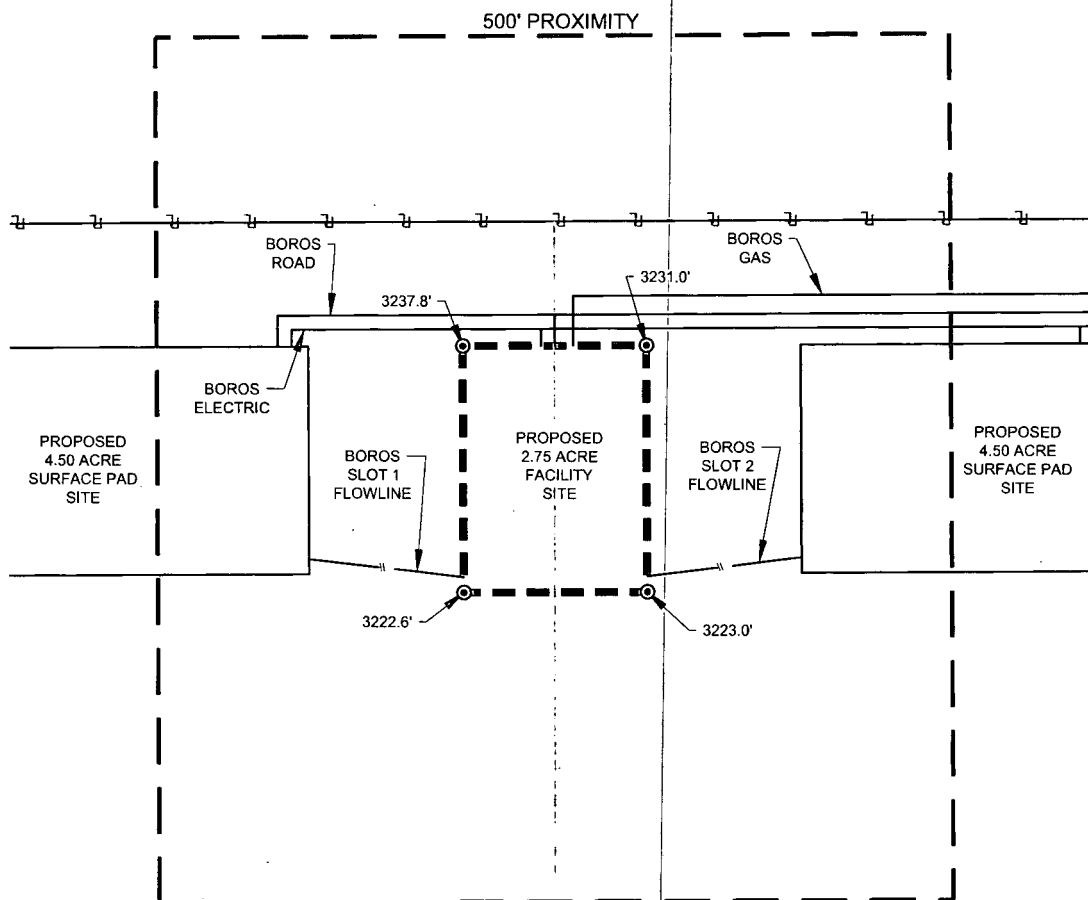 500' PROXIMITY
BOROS
ROAD
BOROS
GAS
3237.8'
3231.0'
BOROS
ELECTRIC
PROPOSED
4.50 ACRE
SURFACE PAD
SITE
BOROS
SLOT 1
FLOWLINE
PROPOSED
2.75 ACRE
FACILITY
SITE
BOROS
SLOT 2
FLOWLINE
PROPOSED
4.50 ACRE
SURFACE PAD
SITE
3222.6'
3223.0'